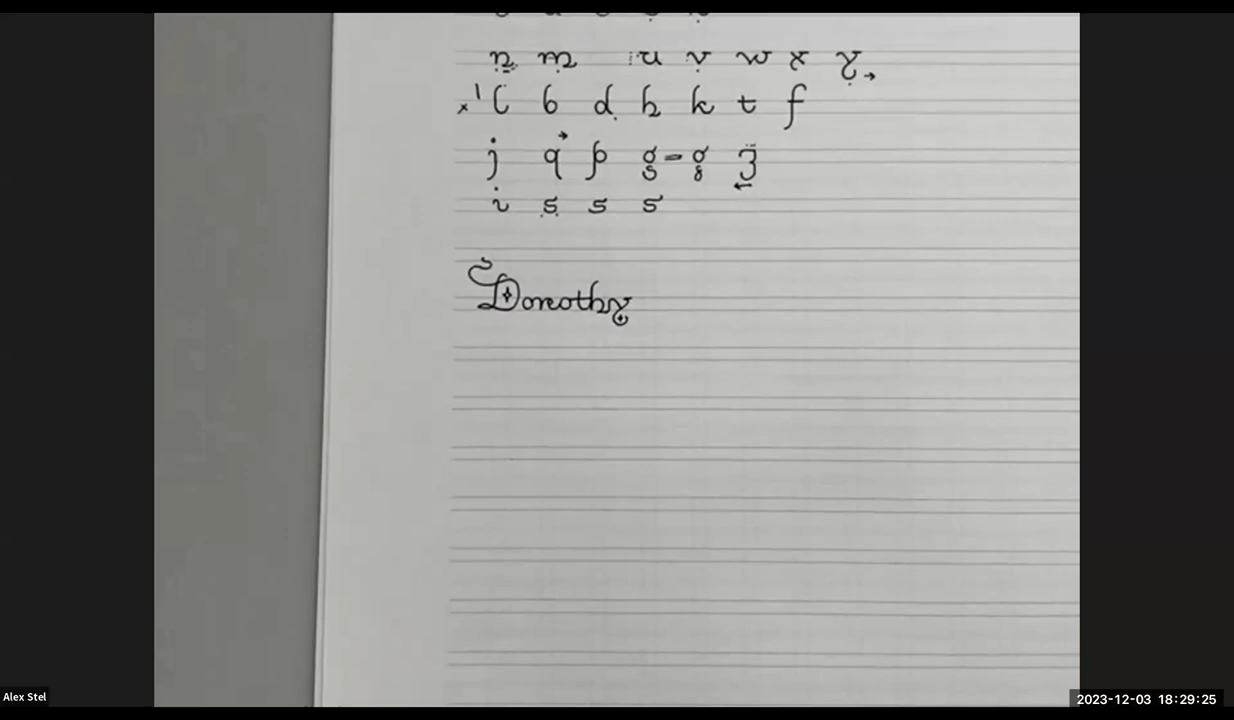 n m u v w x y
l b d h k t f
j q p g - g z
i s s s
Dorothy
Alex Stel
2023-12-03 18:29:25